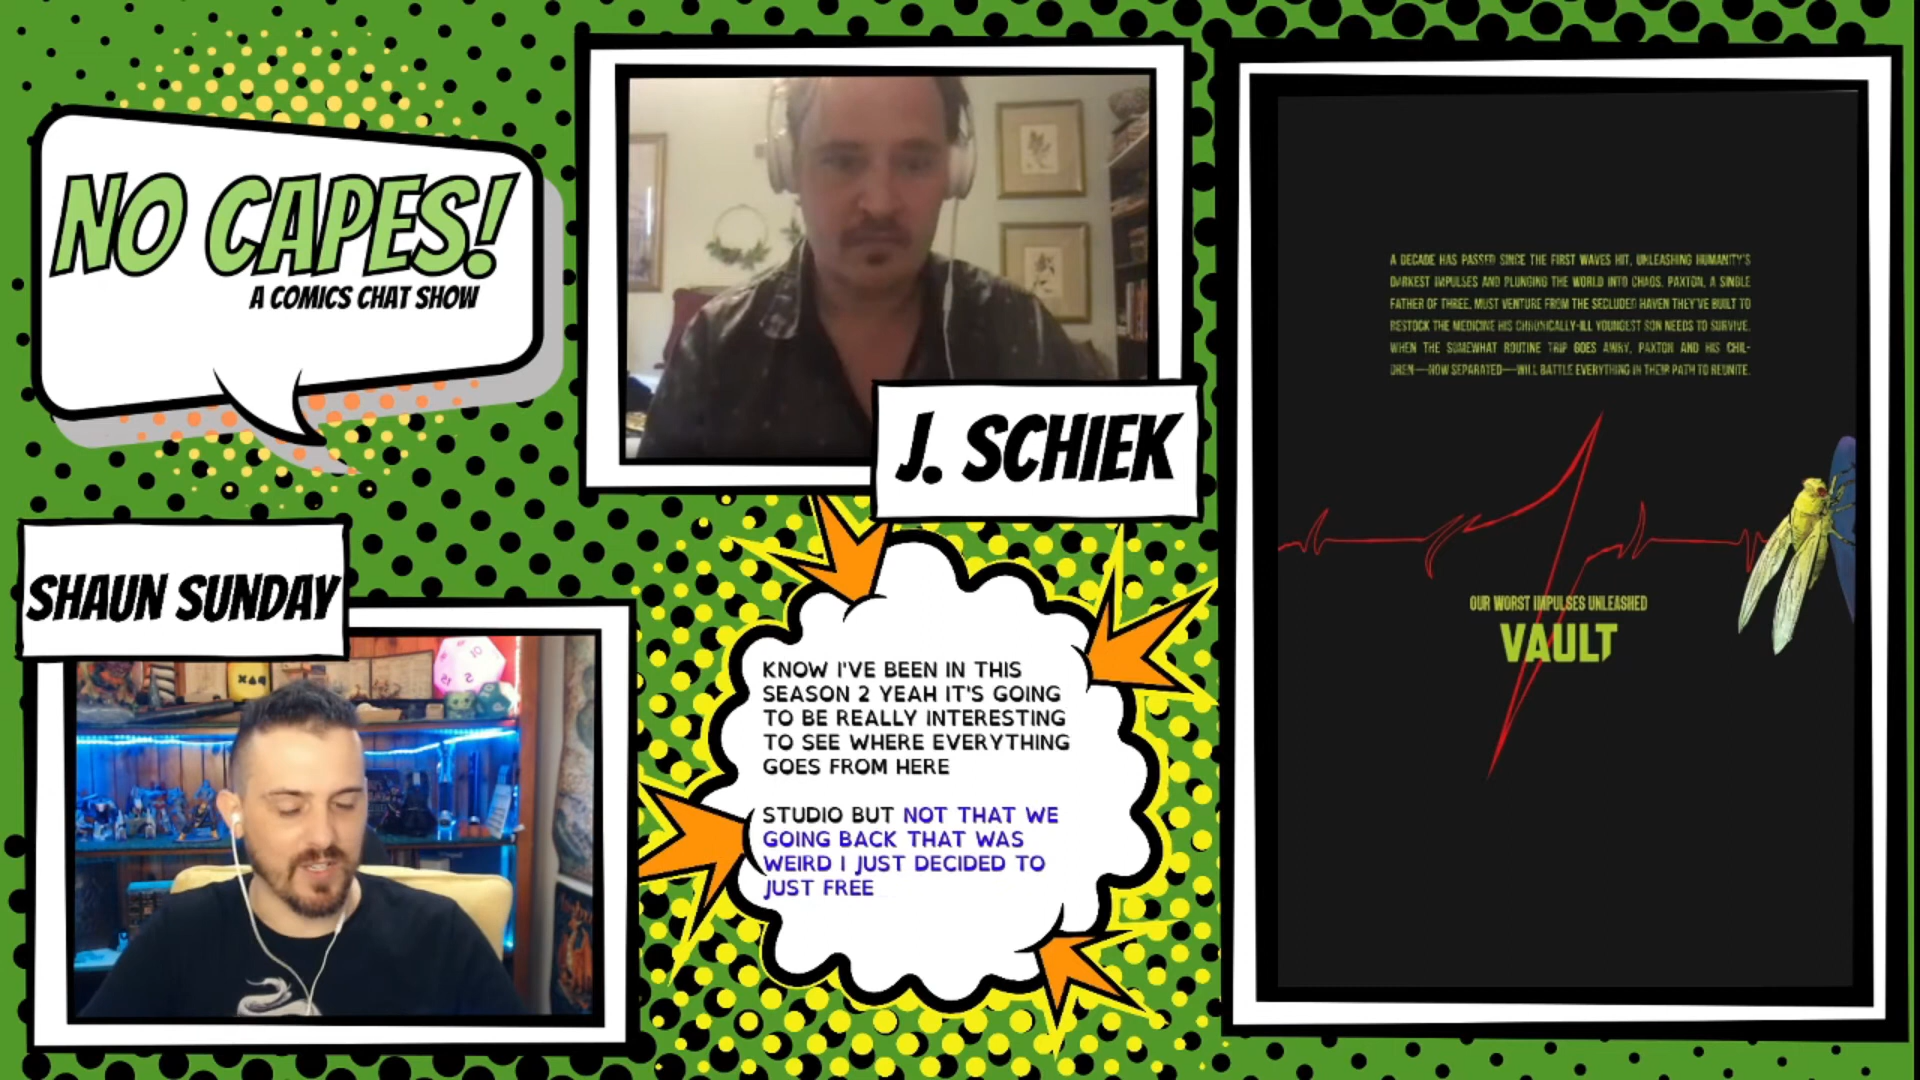 NO CAPES!
A COMICS CHAT SHOW
J. SCHIEK
SHAUN SUNDAY
KNOW I'VE BEEN IN THIS
SEASON 2 YEAH IT'S GOING
TO BE REALLY INTERESTING
TO SEE WHERE EVERYTHING
GOES FROM HERE
STUDIO BUT NOT THAT WE
GOING BACK THAT WAS
WEIRD I JUST DECIDED TO
JUST FREE
A DECADE HAS PASSED SINCE THE FIRST WAVES HIT, UNLEASHING HUMANITY'S
DARKEST IMPULSES AND PLUNGING THE WORLD INTO CHAOS. PAXTON, A SINGLE
FATHER OF THREE, MUST VENTURE FROM THE SECLUDED HAVEN THEY'VE BUILT TO
RESTOCK THE MEDICINE HIS CHRONICALLY-ILL YOUNGEST SON NEEDS TO SURVIVE.
WHEN THE SOMEWHAT ROUTINE TRIP GOES AWRY, PAXTON AND HIS CHIL-
DREN—NOW SEPARATED—WILL BATTLE EVERYTHING IN THEIR PATH TO REUNITE.
OUR WORST IMPULSES UNLEASHED
VAULT